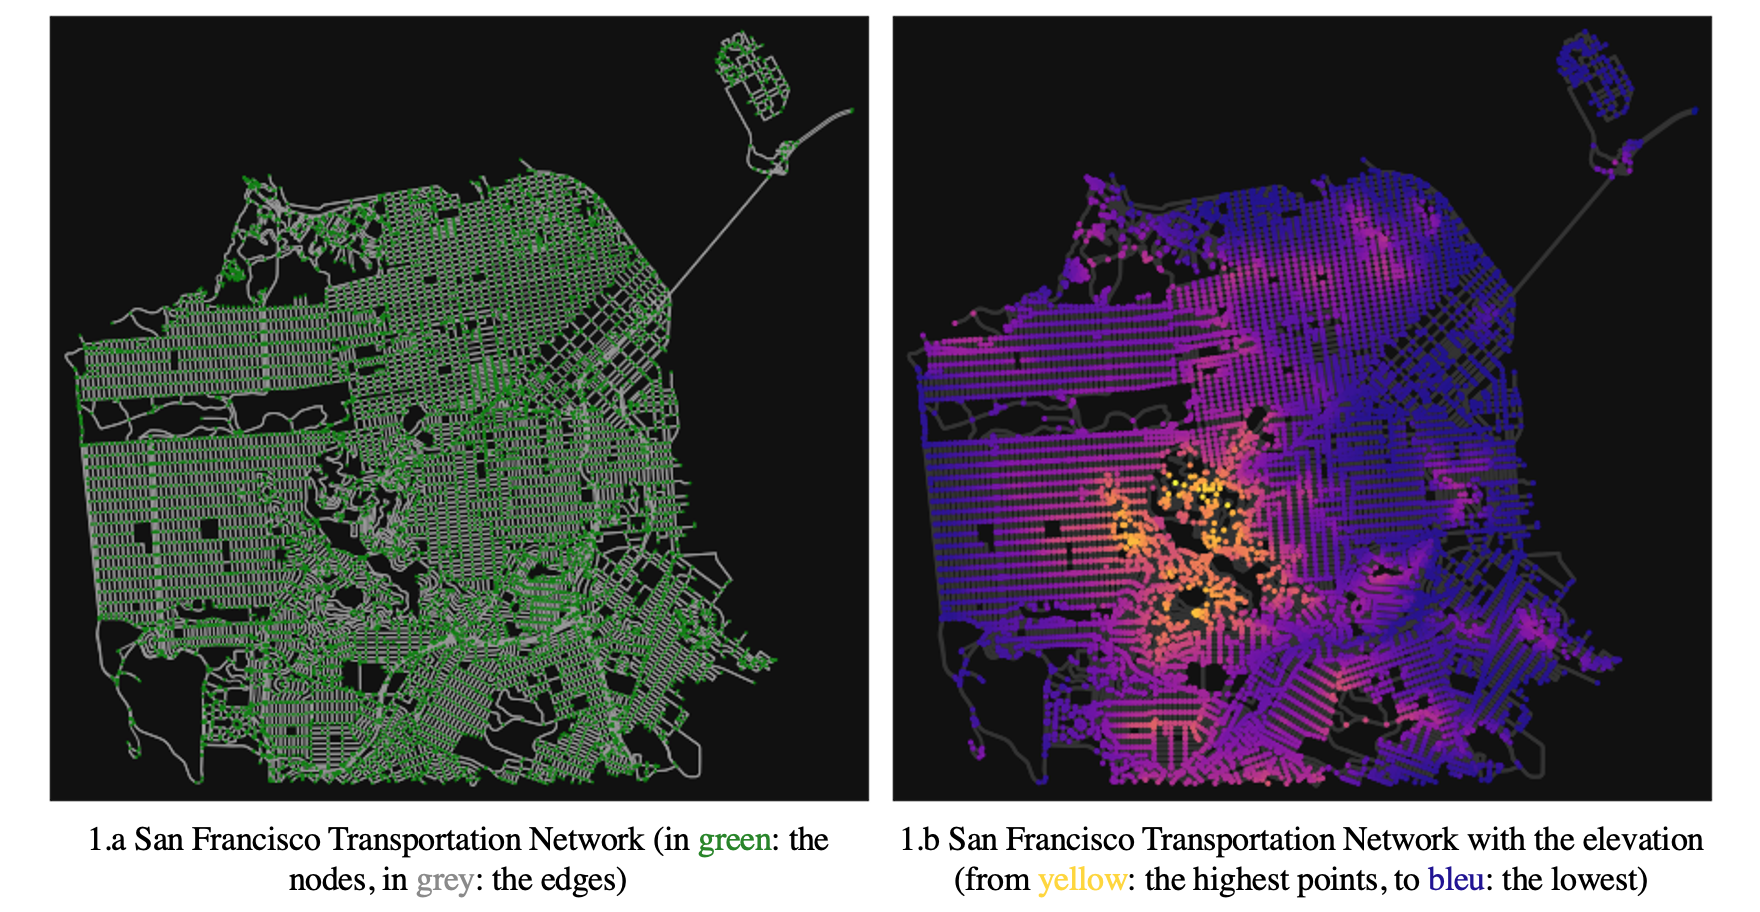 1.a San Francisco Transportation Network (in green: the
nodes, in grey: the edges)
1.b San Francisco Transportation Network with the elevation
(from yellow: the highest points, to bleu: the lowest)